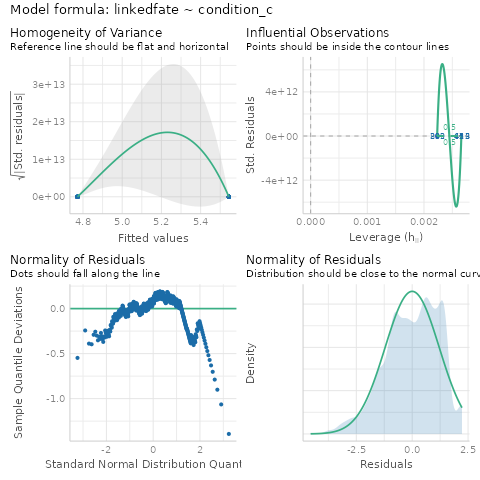 Model formula: linkedfate ~ condition_c
Homogeneity of Variance
Reference line should be flat and horizontal
√|Std. residuals|
3e+13
2e+13
1e+13
0e+00
4.8 5.0 5.2 5.4
Fitted values
Influential Observations
Points should be inside the contour lines
Std. Residuals
4e+12
0e+00
-4e+12
0.5
0.5
0.000 0.001 0.002
Leverage (hᵢᵢ)
Normality of Residuals
Dots should fall along the line
Sample Quantile Deviations
0.0
-0.5
-1.0
-2 0 2
Standard Normal Distribution Quant
Normality of Residuals
Distribution should be close to the normal curv
Density
-2.5 0.0 2.5
Residuals